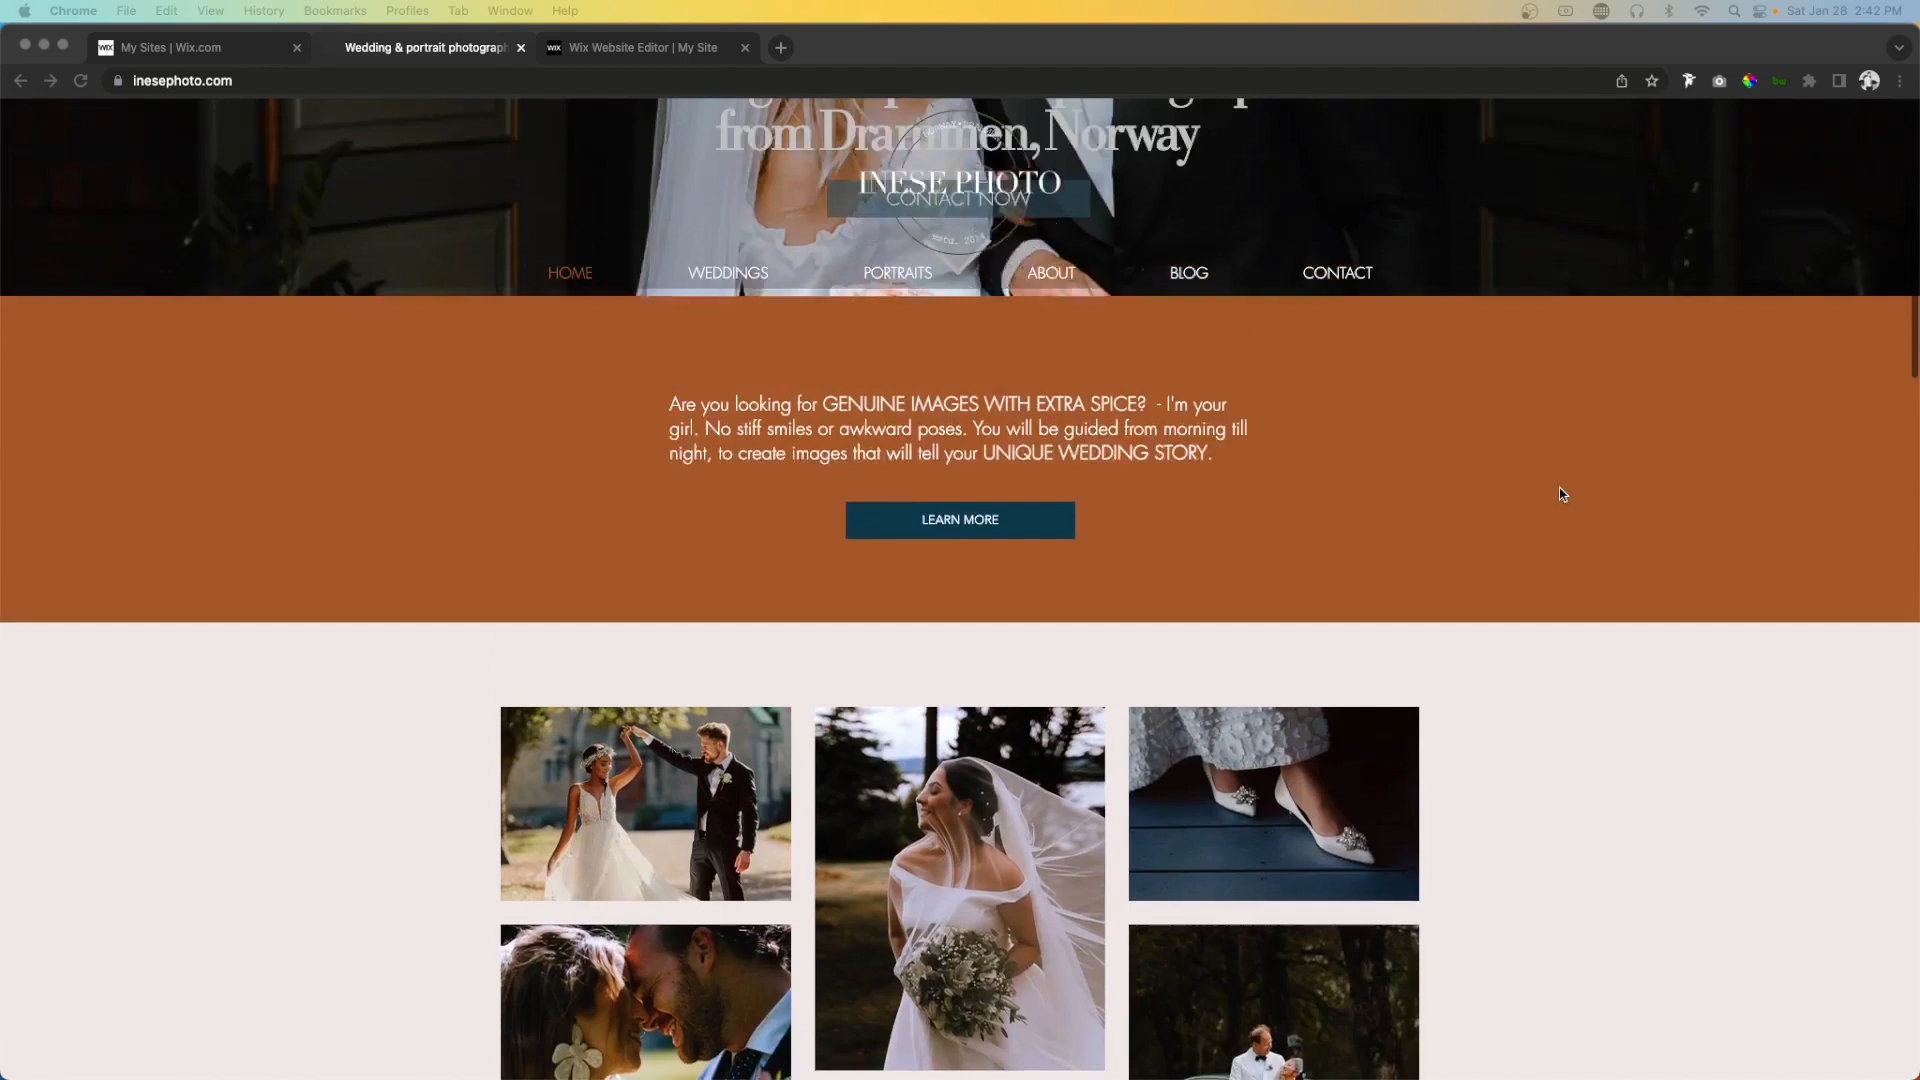 Chrome File Edit View History Bookmarks Profiles Tab Window Help Sat Jan 28 2:42 PM
WIX My Sites | Wix.com Wedding & portrait photograph WIX Wix Website Editor | My Site
inesephoto.com
from Drammen, Norway
INESE PHOTO
CONTACT NOW
HOME WEDDINGS PORTRAITS ABOUT BLOG CONTACT
Are you looking for GENUINE IMAGES WITH EXTRA SPICE? - I'm your
girl. No stiff smiles or awkward poses. You will be guided from morning till
night, to create images that will tell your UNIQUE WEDDING STORY.
LEARN MORE